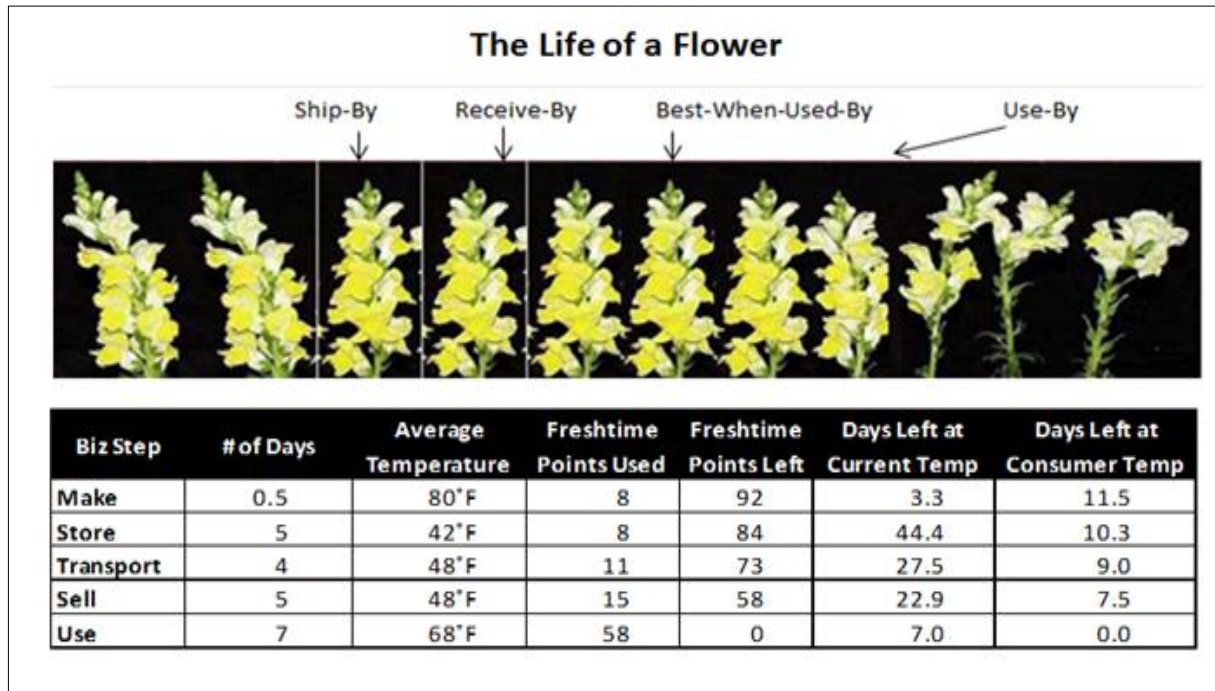 The Life of a Flower
Ship-By Receive-By Best-When-Used-By Use-By
Biz Step # of Days Average Temperature Freshtime Points Used Freshtime Points Left Days Left at Current Temp Days Left at Consumer Temp
Make 0.5 80˚F 8 92 3.3 11.5
Store 5 42˚F 8 84 44.4 10.3
Transport 4 48˚F 11 73 27.5 9.0
Sell 5 48˚F 15 58 22.9 7.5
Use 7 68˚F 58 0 7.0 0.0